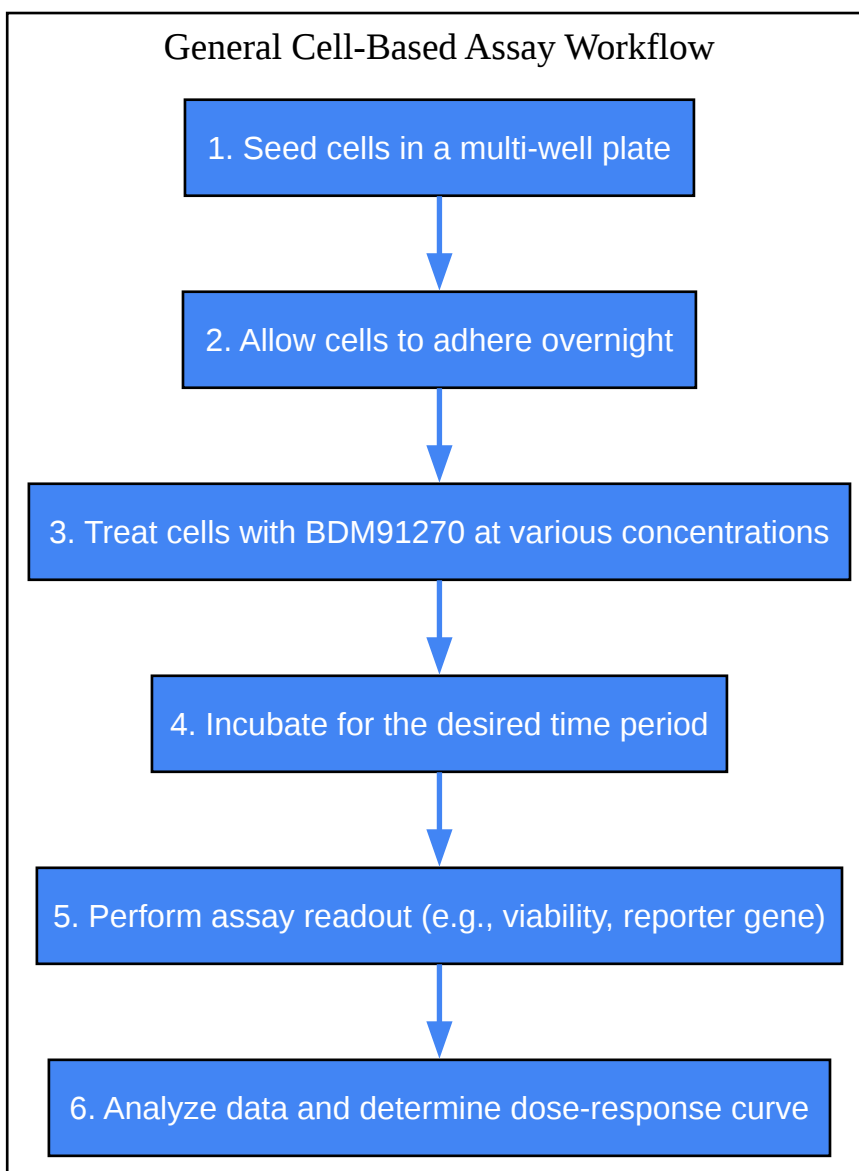 General Cell-Based Assay Workflow
1. Seed cells in a multi-well plate
2. Allow cells to adhere overnight
3. Treat cells with BDM91270 at various concentrations
4. Incubate for the desired time period
5. Perform assay readout (e.g., viability, reporter gene)
6. Analyze data and determine dose-response curve